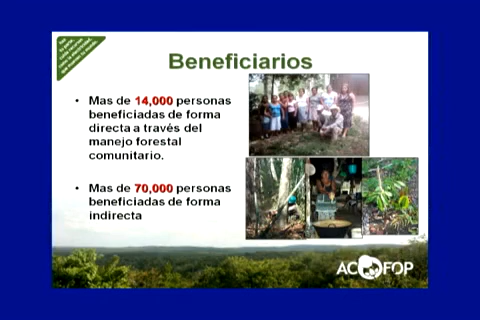 Beneficiarios
• Mas de 14,000 personas
beneficiadas de forma
directa a través del
manejo forestal
comunitario.
• Mas de 70,000 personas
beneficiadas de forma
indirecta
ACOFOP